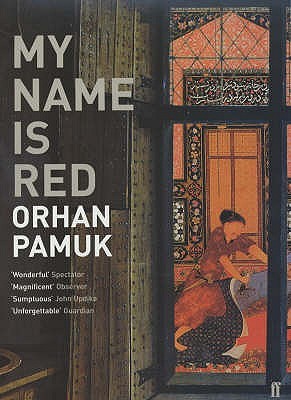 MY
NAME
IS
RED
ORHAN
PAMUK
'Wonderful' Spectator
'Magnificent' Observer
'Sumptuous' John Updike
'Unforgettable' Guardian
ff